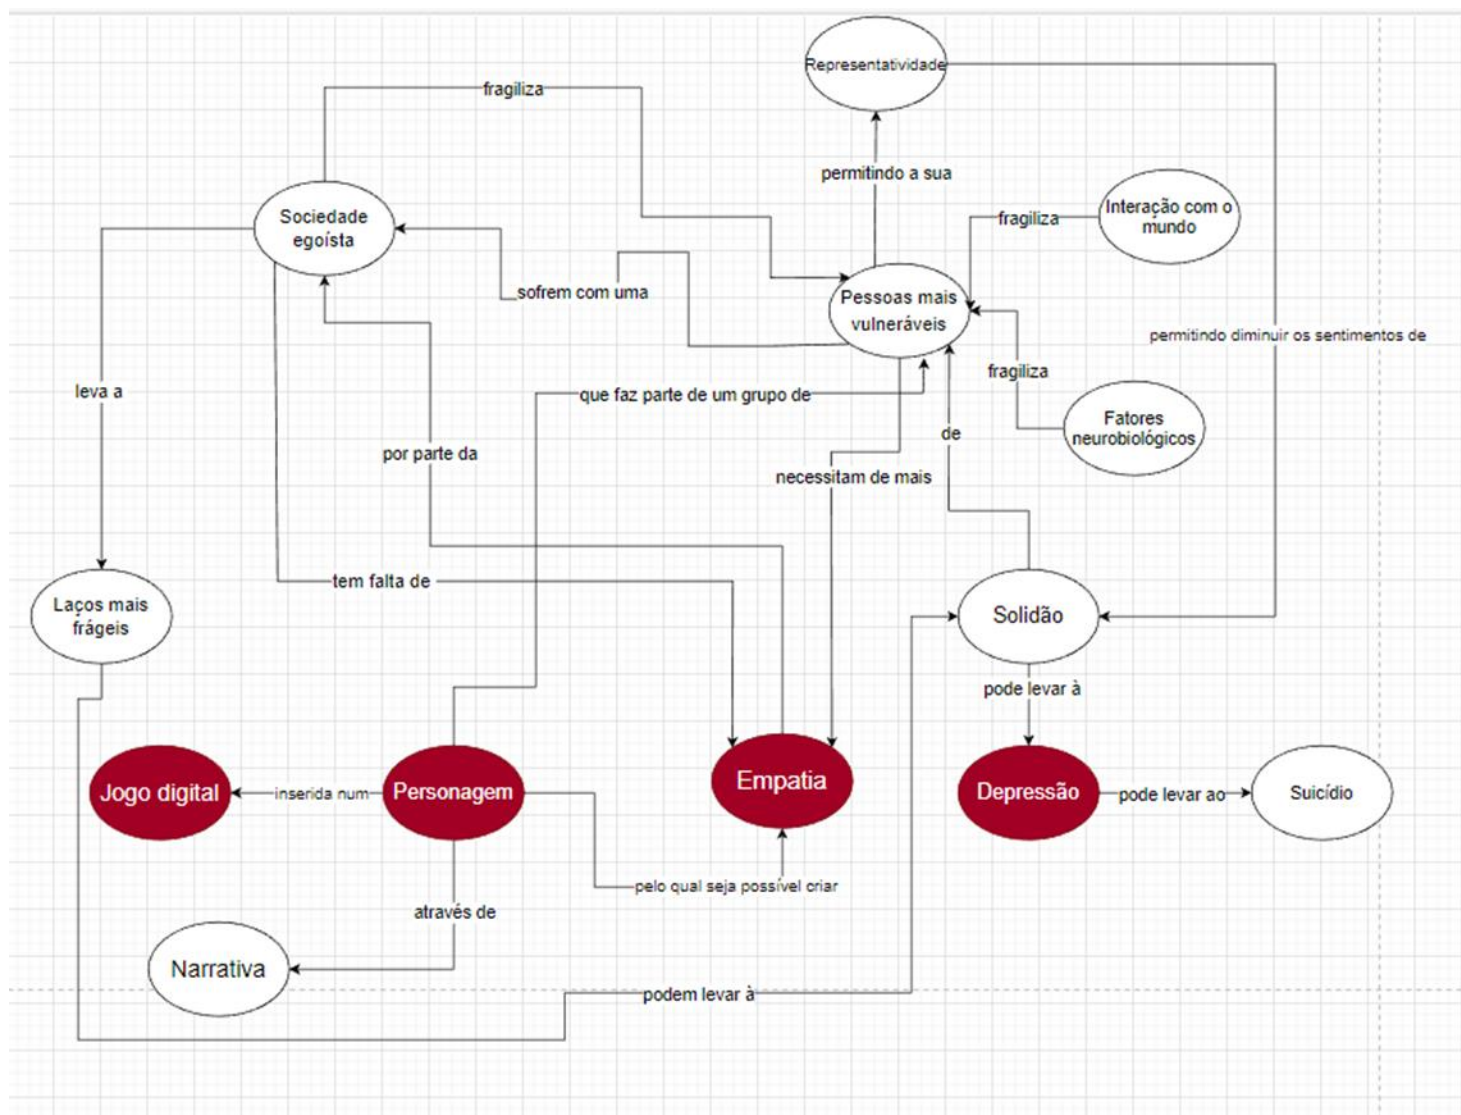 Representatividade
fragiliza
permitindo a sua
Sociedade
egoísta
Interação com o
mundo
fragiliza
sofrem com uma
Pessoas mais
vulneráveis
permitindo diminuir os sentimentos de
fragiliza
leva a
que faz parte de um grupo de
Fatores
neurobiológicos
de
por parte da
necessitam de mais
tem falta de
Laços mais
frágeis
Solidão
pode levar à
Jogo digital
inserida num
Personagem
Empatia
Depressão
pode levar ao
Suicídio
pelo qual seja possível criar
através de
Narrativa
podem levar à